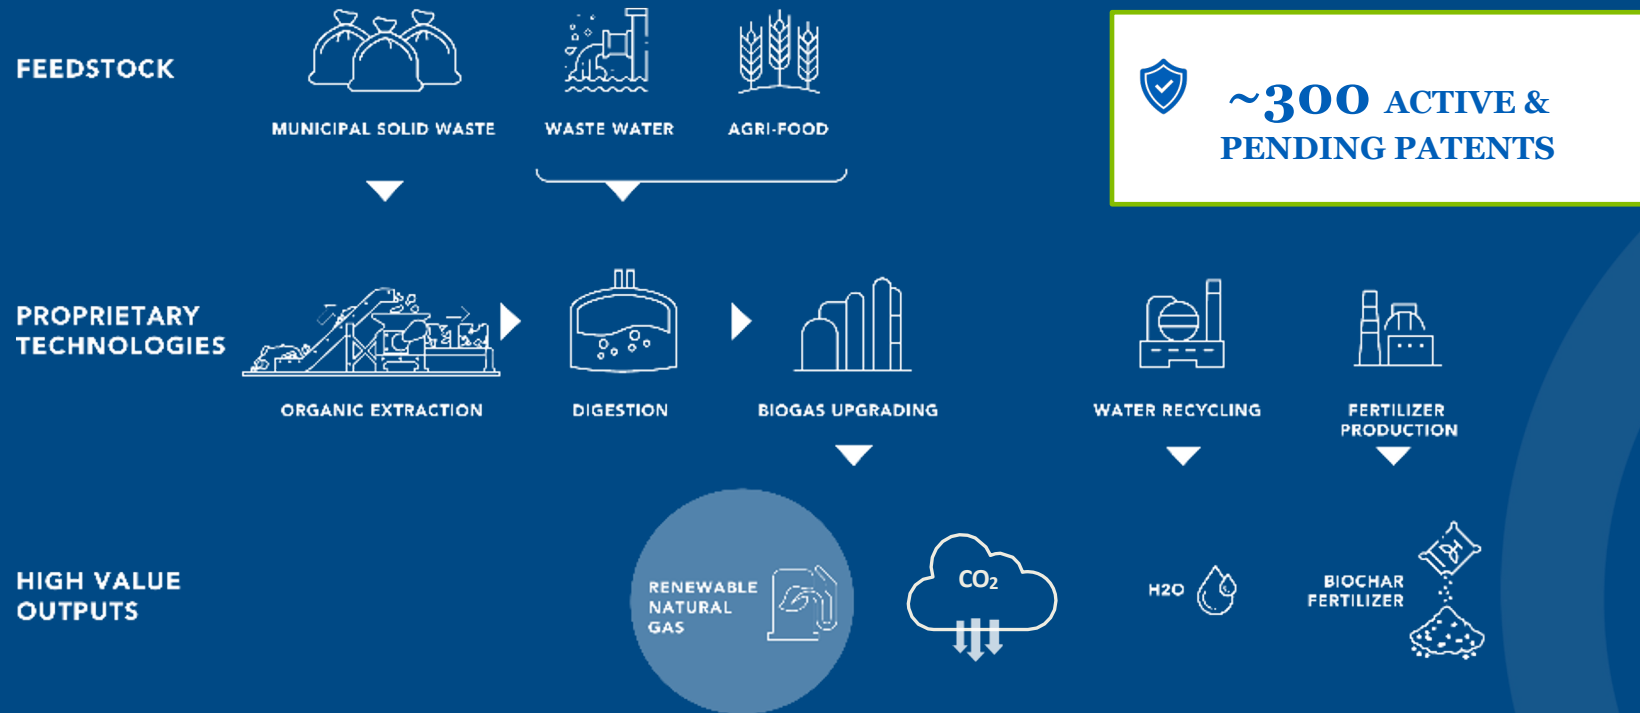 FEEDSTOCK
MUNICIPAL SOLID WASTE
WASTE WATER
AGRI-FOOD
~300 ACTIVE &
PENDING PATENTS
PROPRIETARY
TECHNOLOGIES
ORGANIC EXTRACTION
DIGESTION
BIOGAS UPGRADING
WATER RECYCLING
FERTILIZER
PRODUCTION
HIGH VALUE
OUTPUTS
RENEWABLE
NATURAL
GAS
CO₂
H2O
BIOCHAR
FERTILIZER